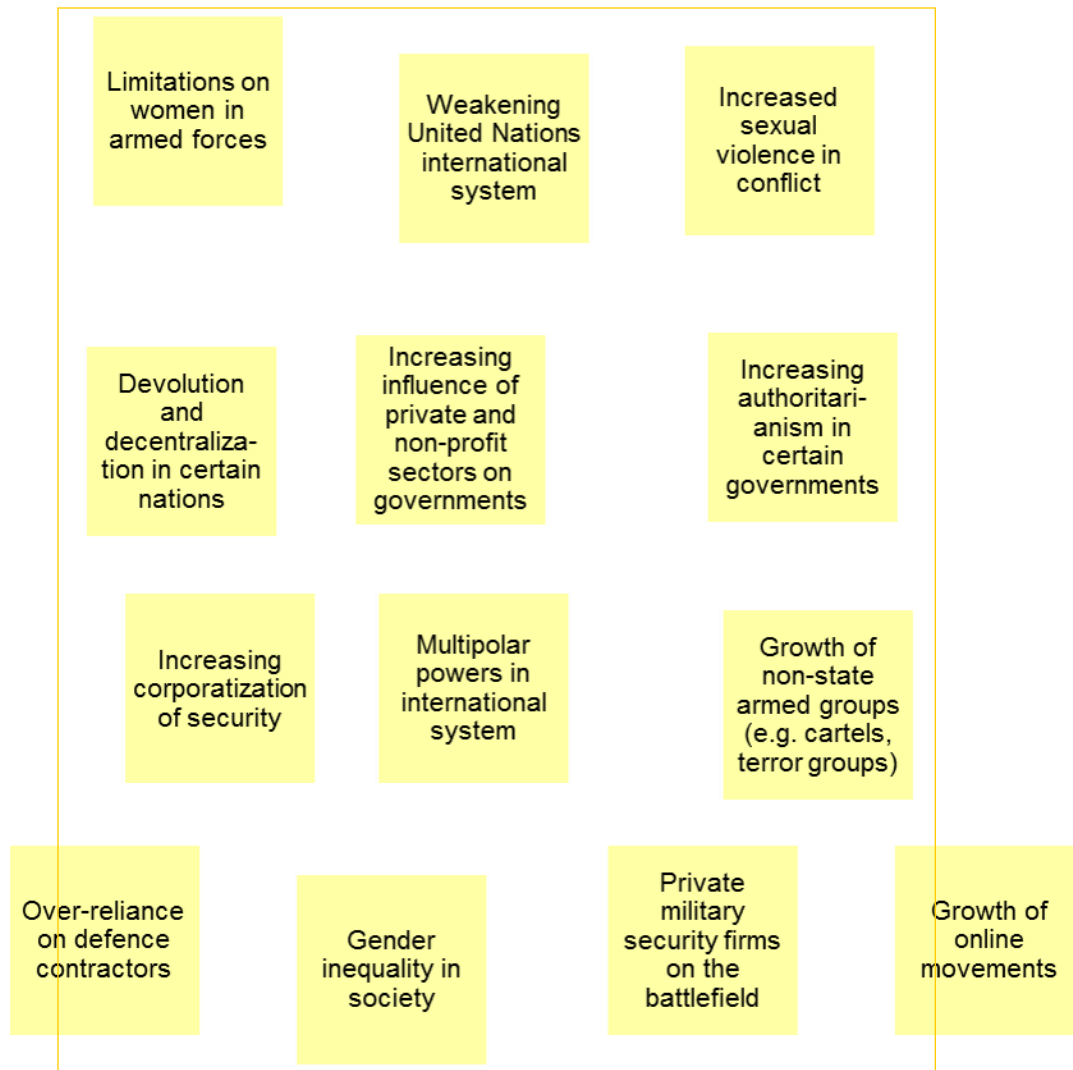 Limitations on
women in
armed forces
Weakening
United Nations
international
system
Increased
sexual
violence in
conflict
Devolution
and
decentraliza-
tion in certain
nations
Increasing
influence of
private and
non-profit
sectors on
governments
Increasing
authoritari-
anism in
certain
governments
Increasing
corporatization
of security
Multipolar
powers in
international
system
Growth of
non-state
armed groups
(e.g. cartels,
terror groups)
Over-reliance
on defence
contractors
Gender
inequality in
society
Private
military
security firms
on the
battlefield
Growth of
online
movements